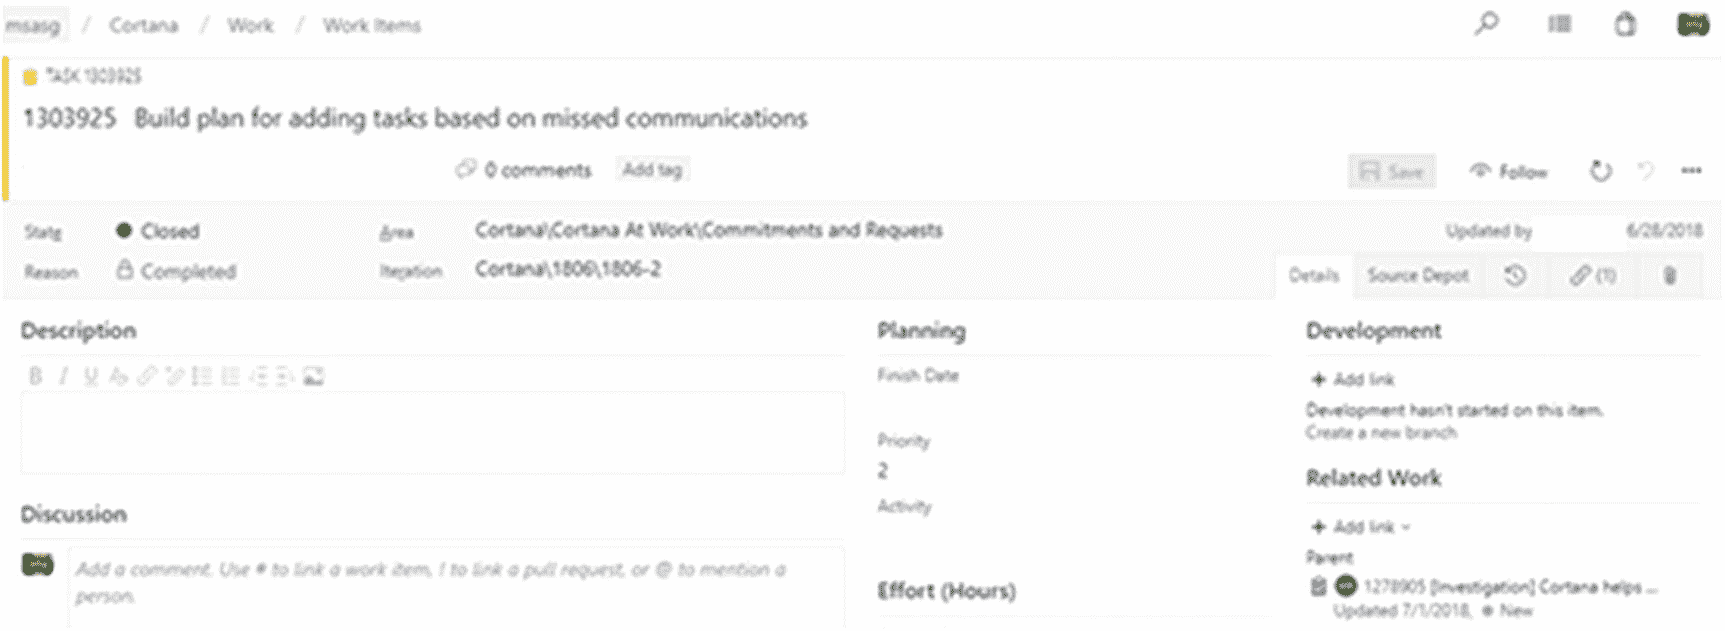 msasg / Cortana / Work / Work Items
TASK 1303925
1303925 Build plan for adding tasks based on missed communications
0 comments Add tag
Save Follow
State Closed
Area Cortana\Cortana At Work\Commitments and Requests
Updated by 6/28/2018
Reason Completed
Iteration Cortana\1806\1806-2
Details Source Depot (1)
Description
Planning
Development
B I U
Finish Date
Add link
Development hasn't started on this item.
Create a new branch
Priority
2
Activity
Related Work
Add link
Discussion
Add a comment. Use # to link a work item, ! to link a pull request, or @ to mention a
person.
Parent
1278905 [Investigation] Cortana helps ...
Updated 7/1/2018, New
Effort (Hours)